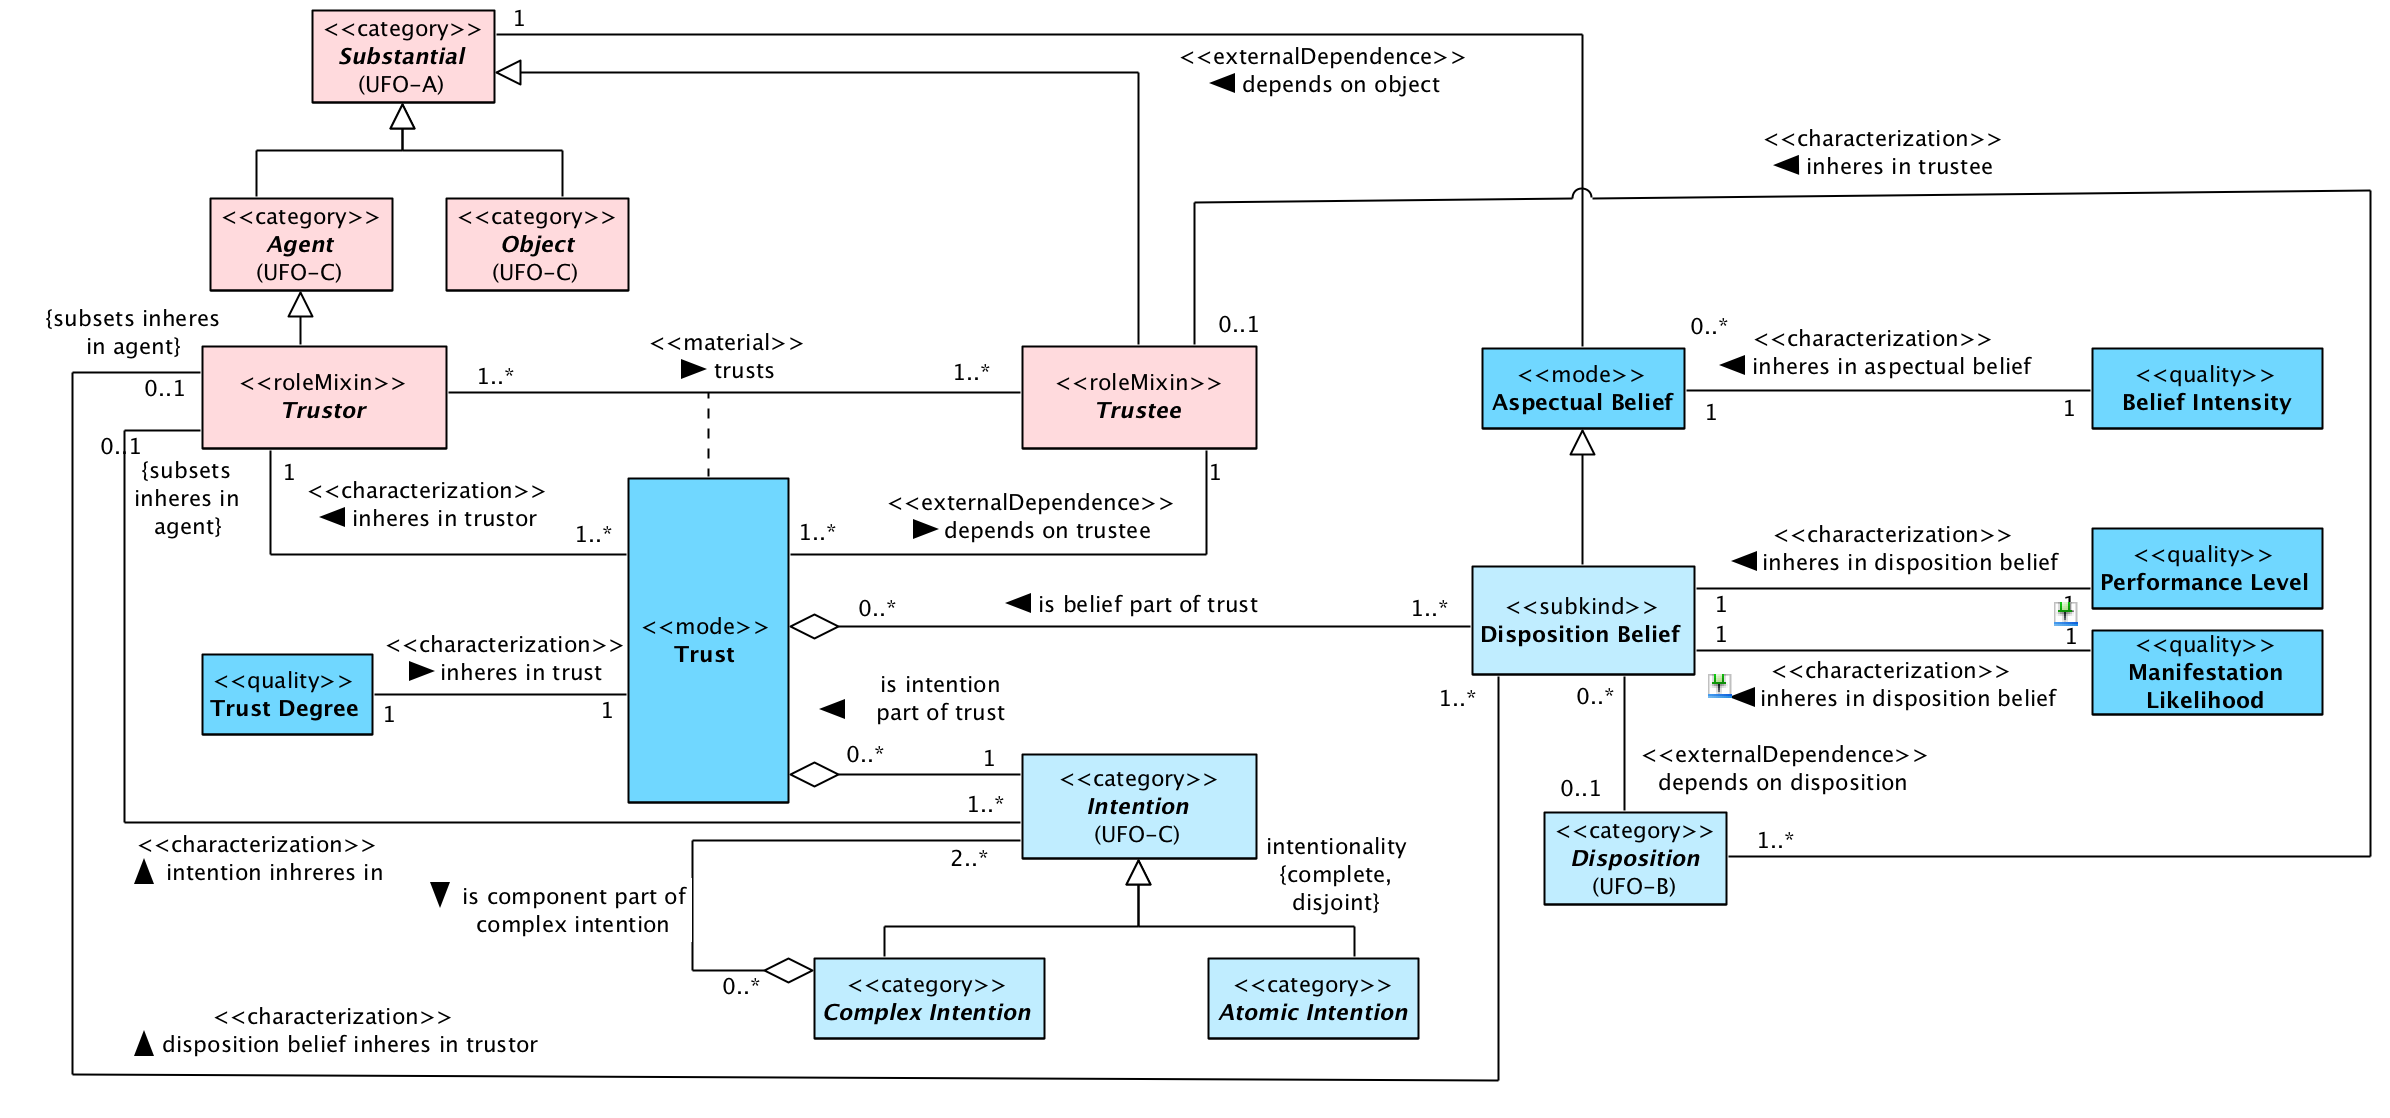 <<category>>
Substantial
(UFO-A)
1
<<externalDependence>>
depends on object
<<characterization>>
inheres in trustee
<<category>>
Agent
(UFO-C)
<<category>>
Object
(UFO-C)
{subsets inheres
in agent}
0..1
<<roleMixin>>
Trustor
1..*
<<material>>
trusts
1..*
0..1
<<roleMixin>>
Trustee
0..*
<<mode>>
Aspectual Belief
<<characterization>>
inheres in aspectual belief
1
1
<<quality>>
Belief Intensity
0..1
{subsets
inheres in
agent}
1
<<characterization>>
inheres in trustor
1..*
1
<<externalDependence>>
depends on trustee
1..*
<<mode>>
Trust
<<characterization>>
inheres in disposition belief
1
1
<<quality>>
Performance Level
0..*
is belief part of trust
1..*
<<subkind>>
Disposition Belief
1
1
<<characterization>>
inheres in disposition belief
<<quality>>
Manifestation
Likelihood
<<quality>>
Trust Degree
<<characterization>>
inheres in trust
1
1
is intention
part of trust
0..*
1
1..*
<<category>>
Intention
(UFO-C)
1..*
0..*
<<externalDependence>>
depends on disposition
0..1
<<category>>
Disposition
(UFO-B)
1..*
<<characterization>>
intention inhreres in
2..*
is component part of
complex intention
intentionality
{complete,
disjoint}
0..*
<<category>>
Complex Intention
<<category>>
Atomic Intention
<<characterization>>
disposition belief inheres in trustor